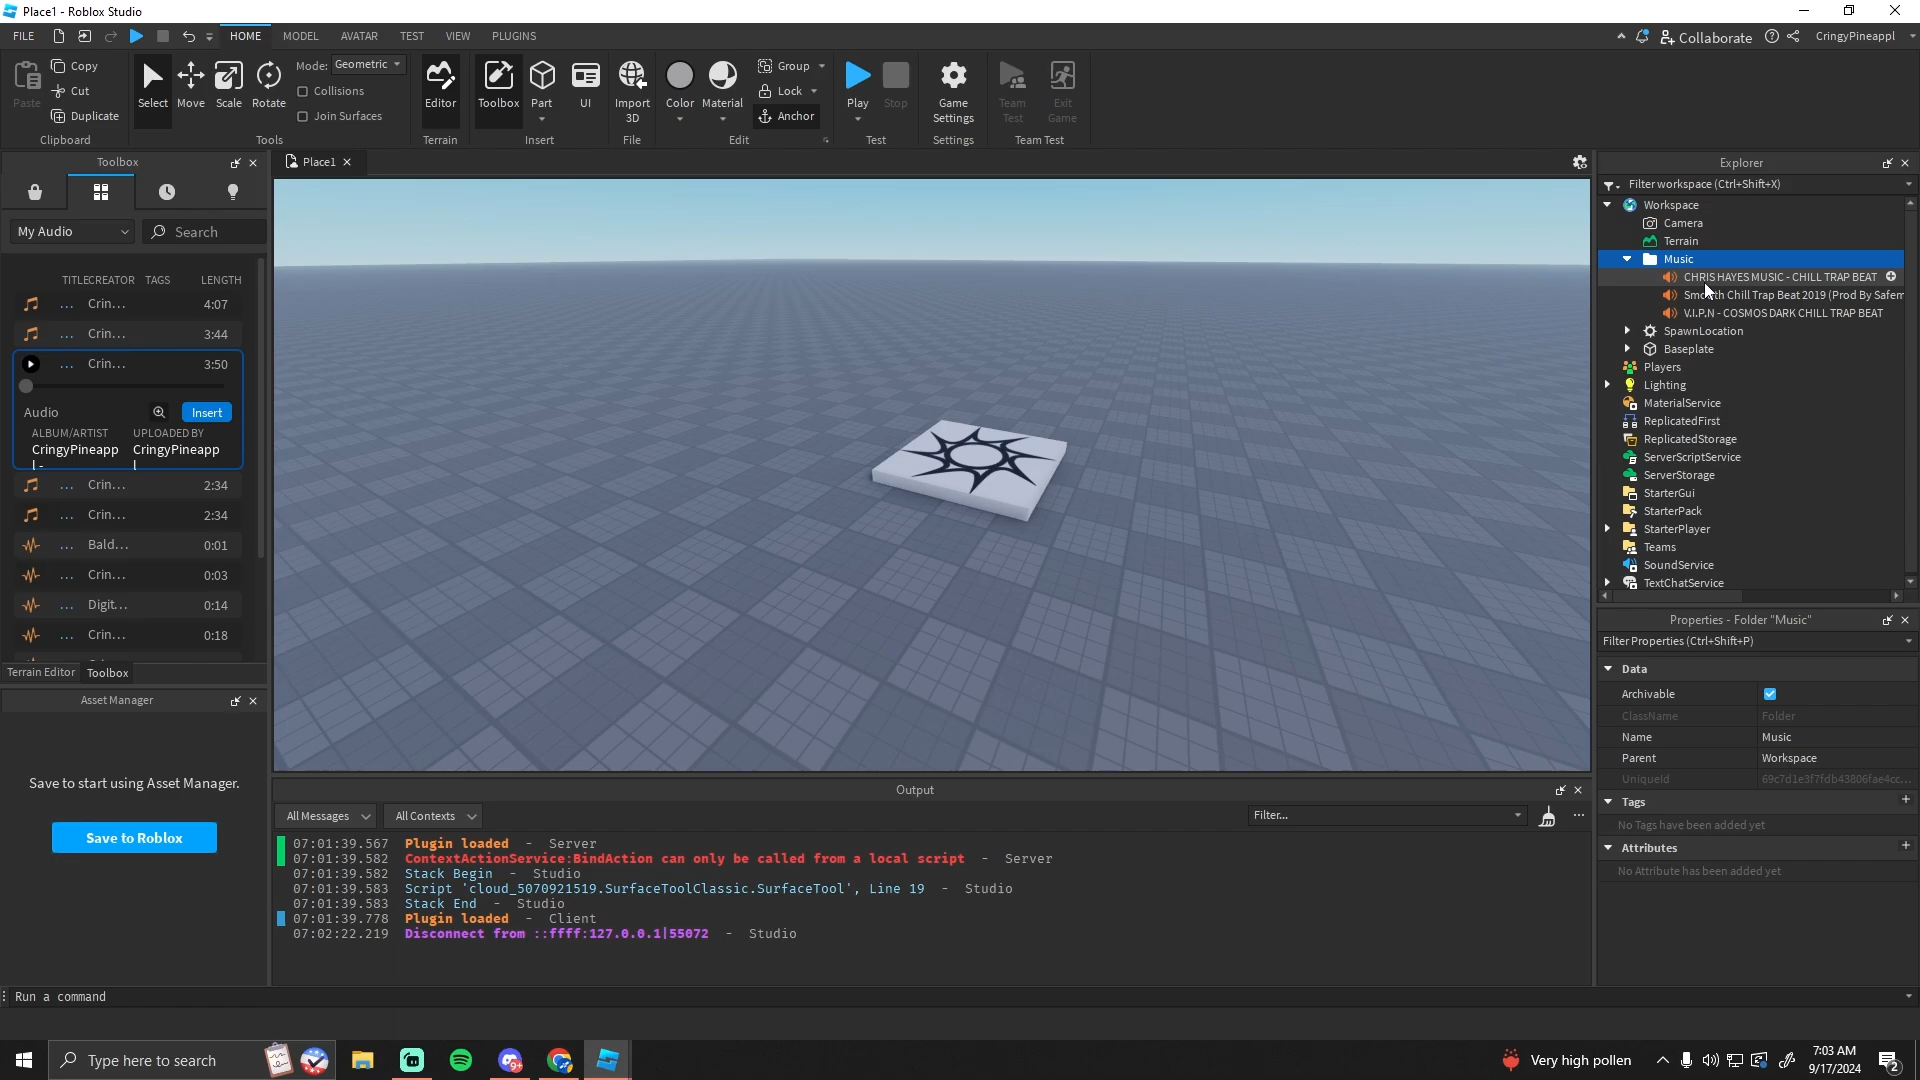 Place1 - Roblox Studio
FILE HOME MODEL AVATAR TEST VIEW PLUGINS Collaborate CringyPineappl
Paste Copy Cut Duplicate Clipboard
Select Move Scale Rotate Mode: Geometric Collisions Join Surfaces Tools
Editor Terrain
Toolbox Part UI Insert
Import 3D File
Color Material Group Lock Anchor Edit
Play Stop Test
Game Settings Settings
Team Test Exit Game Team Test
Toolbox
My Audio Search
TITLE CREATOR TAGS LENGTH
... Crin... 4:07
... Crin... 3:44
... Crin... 3:50
Audio Insert
ALBUM/ARTIST UPLOADED BY
CringyPineapp CringyPineapp
l - l
... Crin... 2:34
... Crin... 2:34
... Bald... 0:01
... Crin... 0:03
... Digit... 0:14
... Crin... 0:18
Terrain Editor Toolbox
Asset Manager
Save to start using Asset Manager.
Save to Roblox
Place1
Output
All Messages All Contexts Filter...
07:01:39.567 Plugin loaded - Server
07:01:39.582 ContextActionService:BindAction can only be called from a local script - Server
07:01:39.582 Stack Begin - Studio
07:01:39.583 Script 'cloud_5070921519.SurfaceToolClassic.SurfaceTool', Line 19 - Studio
07:01:39.583 Stack End - Studio
07:01:39.778 Plugin loaded - Client
07:02:22.219 Disconnect from ::ffff:127.0.0.1|55072 - Studio
Run a command
Explorer
Filter workspace (Ctrl+Shift+X)
Workspace
Camera
Terrain
Music
CHRIS HAYES MUSIC - CHILL TRAP BEAT
Smooth Chill Trap Beat 2019 (Prod By Safem
V.I.P.N - COSMOS DARK CHILL TRAP BEAT
SpawnLocation
Baseplate
Players
Lighting
MaterialService
ReplicatedFirst
ReplicatedStorage
ServerScriptService
ServerStorage
StarterGui
StarterPack
StarterPlayer
Teams
SoundService
TextChatService
Properties - Folder "Music"
Filter Properties (Ctrl+Shift+P)
Data
Archivable
ClassName Folder
Name Music
Parent Workspace
UniqueId 69c7d1e3f7fdb43806fae4cc...
Tags
No Tags have been added yet
Attributes
No Attribute has been added yet
Type here to search
9+
Very high pollen
7:03 AM
9/17/2024
2